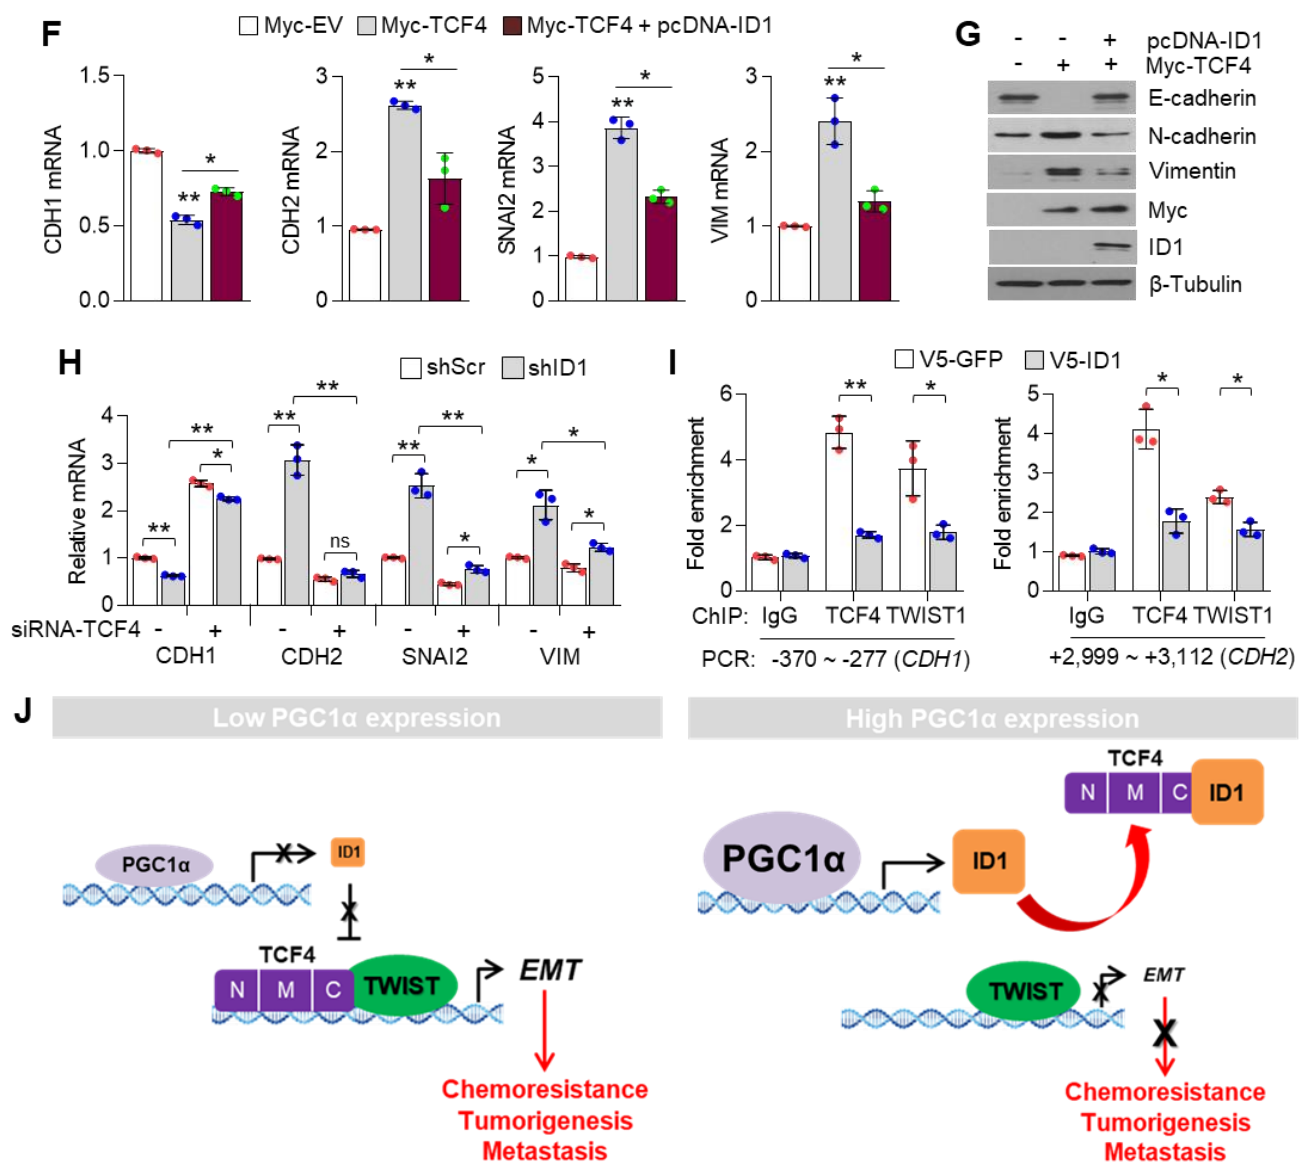 F
Myc-EV Myc-TCF4 Myc-TCF4 + pcDNA-ID1
CDH1 mRNA
1.5
1.0
0.5
0.0
**
*
CDH2 mRNA
3
2
1
0
**
*
SNAI2 mRNA
5
4
3
2
1
0
**
*
VIM mRNA
3
2
1
0
**
*
G
- - + pcDNA-ID1
- + + Myc-TCF4
E-cadherin
N-cadherin
Vimentin
Myc
ID1
β-Tubulin
H
shScr shID1
Relative mRNA
4
3
2
1
0
** ** * ** ** ns ** ** * * * *
siRNA-TCF4 - + - + - + - +
CDH1 CDH2 SNAI2 VIM
I
V5-GFP V5-ID1
Fold enrichment
6
4
2
0
** *
ChIP: IgG TCF4 TWIST1
PCR: -370 ~ -277 (CDH1)
Fold enrichment
5
4
3
2
1
0
* *
IgG TCF4 TWIST1
+2,999 ~ +3,112 (CDH2)
J
Low PGC1α expression
PGC1α
X
ID1
X
TCF4
N M C TWIST
EMT
Chemoresistance
Tumorigenesis
Metastasis
High PGC1α expression
TCF4
N M C ID1
PGC1α
ID1
TWIST
X
EMT
X
Chemoresistance
Tumorigenesis
Metastasis